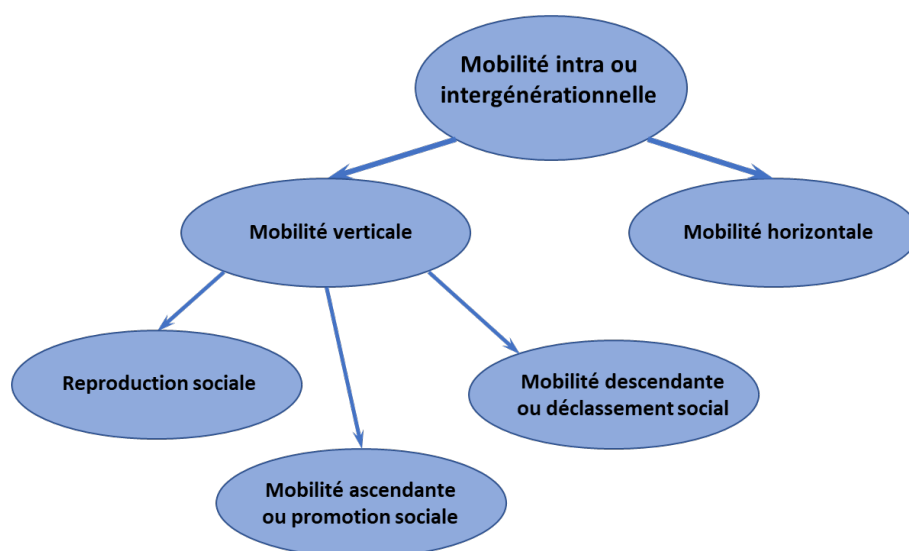 Mobilité intra ou
intergénérationnelle
Mobilité verticale
Mobilité horizontale
Reproduction sociale
Mobilité descendante
ou déclassement social
Mobilité ascendante
ou promotion sociale